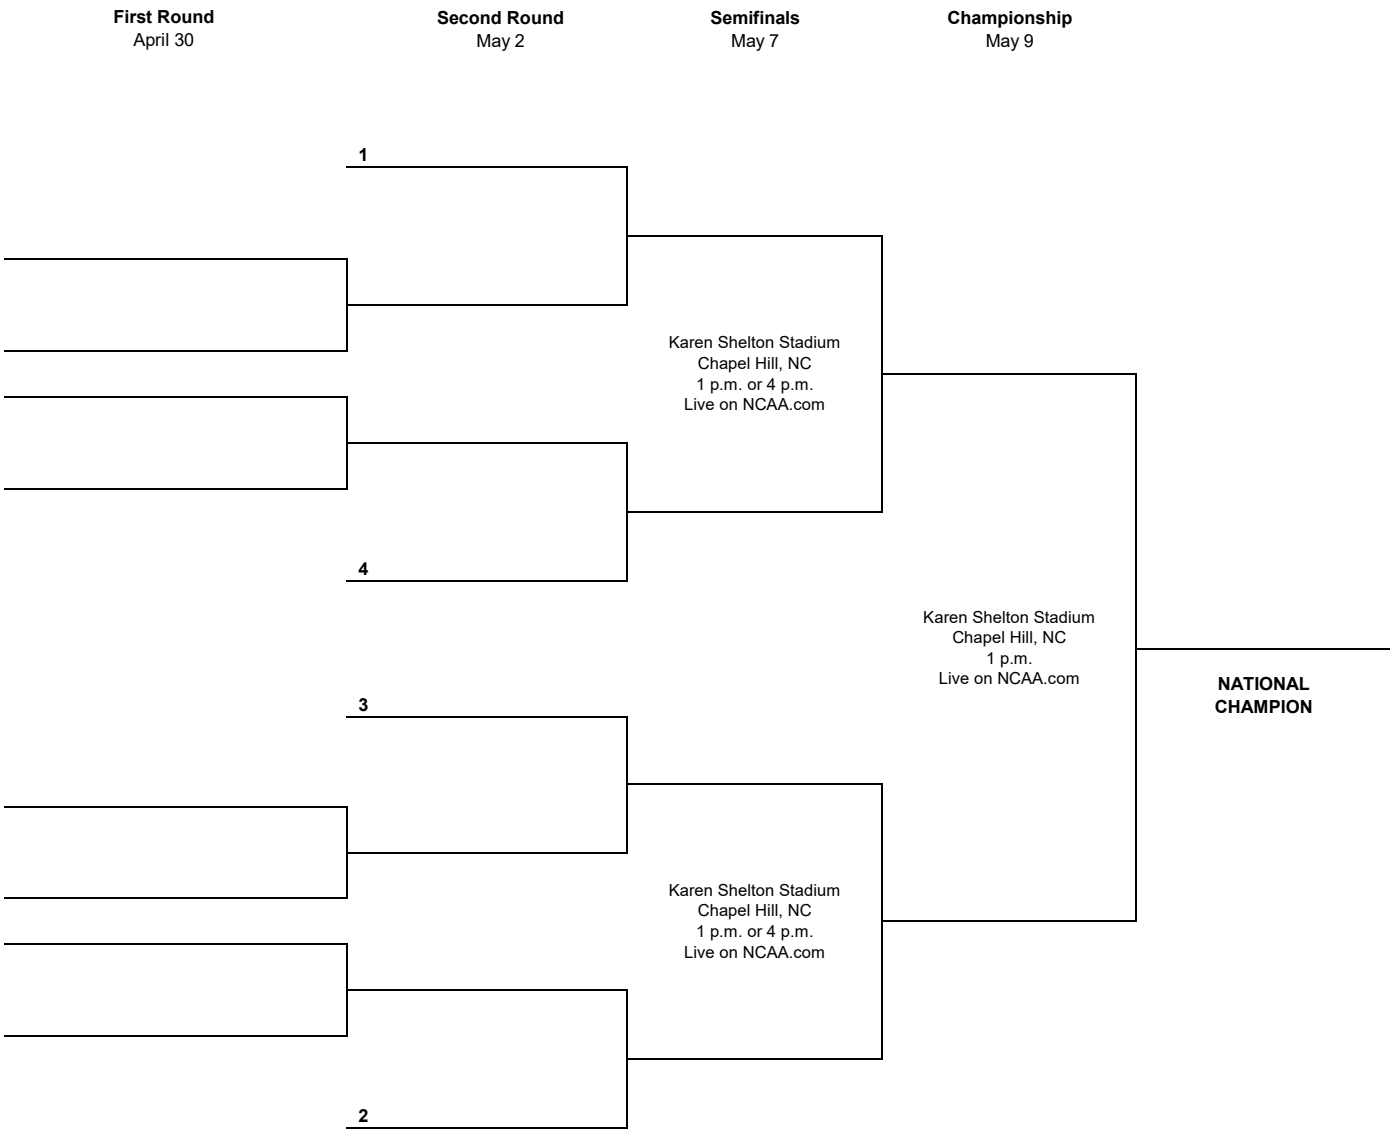 First Round
April 30
Second Round
May 2
Semifinals
May 7
Championship
May 9
1
Karen Shelton Stadium
Chapel Hill, NC
1 p.m. or 4 p.m.
Live on NCAA.com
4
Karen Shelton Stadium
Chapel Hill, NC
1 p.m.
Live on NCAA.com
NATIONAL
CHAMPION
3
Karen Shelton Stadium
Chapel Hill, NC
1 p.m. or 4 p.m.
Live on NCAA.com
2